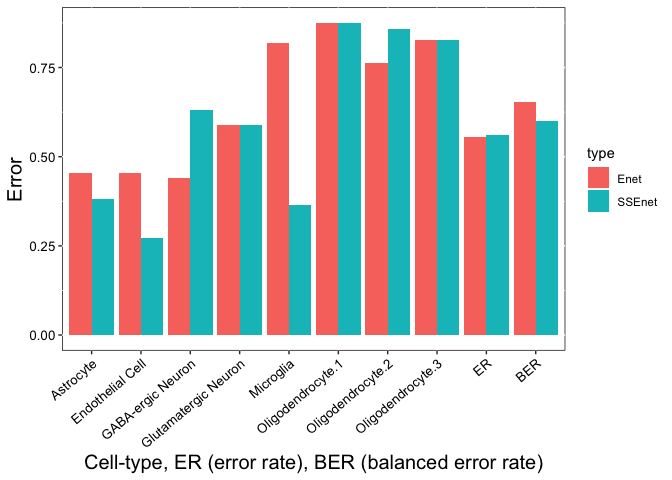 Error
0.75
0.50
0.25
0.00
Astrocyte
Endothelial Cell
GABA-ergic Neuron
Glutamatergic Neuron
Microglia
Oligodendrocyte.1
Oligodendrocyte.2
Oligodendrocyte.3
ER
BER
Cell-type, ER (error rate), BER (balanced error rate)
type
Enet
SSEnet